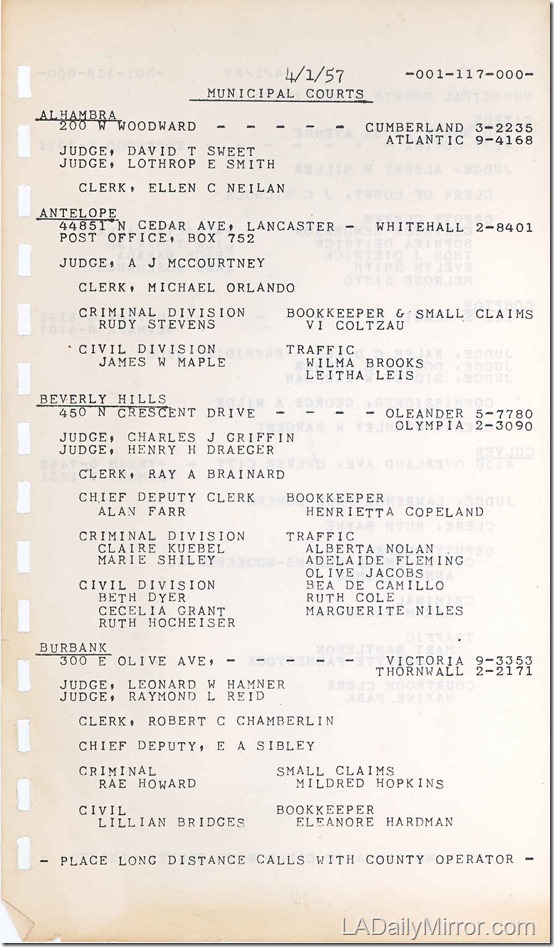 4/1/57 -001-117-000-
MUNICIPAL COURTS
ALHAMBRA
200 W WOODWARD - - - - - CUMBERLAND 3-2235
ATLANTIC 9-4168
JUDGE, DAVID T SWEET
JUDGE, LOTHROP E SMITH
CLERK, ELLEN C NEILAN
ANTELOPE
44851 N CEDAR AVE, LANCASTER - WHITEHALL 2-8401
POST OFFICE, BOX 752
JUDGE, A J MCCOURTNEY
CLERK, MICHAEL ORLANDO
CRIMINAL DIVISION BOOKKEEPER & SMALL CLAIMS
RUDY STEVENS VI COLTZAU
CIVIL DIVISION TRAFFIC
JAMES W MAPLE WILMA BROOKS
LEITHA LEIS
BEVERLY HILLS
450 N CRESCENT DRIVE - - - - OLEANDER 5-7780
OLYMPIA 2-3090
JUDGE, CHARLES J GRIFFIN
JUDGE, HENRY H DRAEGER
CLERK, RAY A BRAINARD
CHIEF DEPUTY CLERK BOOKKEEPER
ALAN FARR HENRIETTA COPELAND
CRIMINAL DIVISION TRAFFIC
CLAIRE KUEBEL ALBERTA NOLAN
MARIE SHILEY ADELAIDE FLEMING
OLIVE JACOBS
CIVIL DIVISION BEA DE CAMILLO
BETH DYER RUTH COLE
CECELIA GRANT MARGUERITE NILES
RUTH HOCHEISER
BURBANK
300 E OLIVE AVE, - - - - - VICTORIA 9-3353
THORNWALL 2-2171
JUDGE, LEONARD W HAMNER
JUDGE, RAYMOND L REID
CLERK, ROBERT C CHAMBERLIN
CHIEF DEPUTY, E A SIBLEY
CRIMINAL SMALL CLAIMS
RAE HOWARD MILDRED HOPKINS
CIVIL BOOKKEEPER
LILLIAN BRIDGES ELEANORE HARDMAN
- PLACE LONG DISTANCE CALLS WITH COUNTY OPERATOR -
LADailyMirror.com